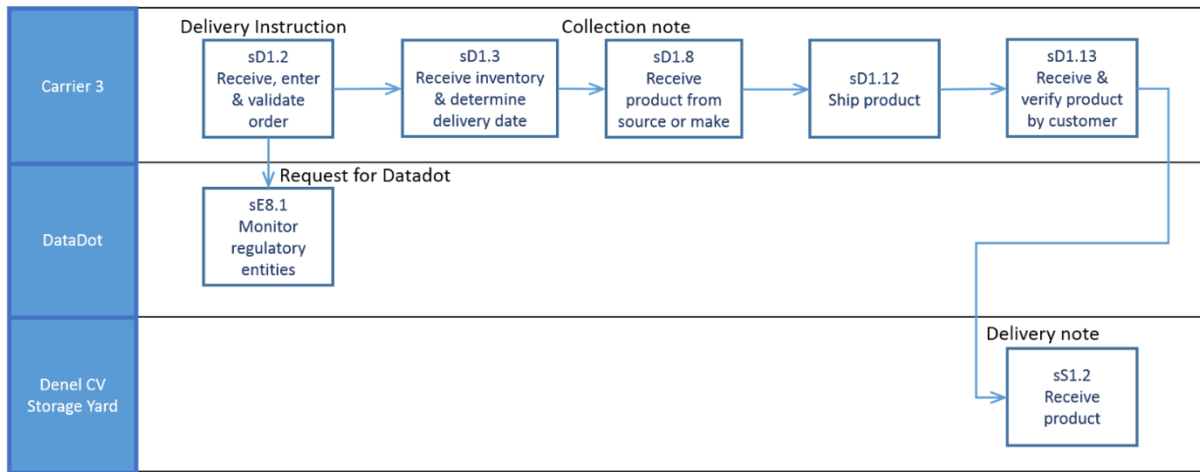 Delivery Instruction
Collection note
Carrier 3
sD1.2
Receive, enter
& validate
order
sD1.3
Receive inventory
& determine
delivery date
sD1.8
Receive
product from
source or make
sD1.12
Ship product
sD1.13
Receive &
verify product
by customer
Request for Datadot
DataDot
sE8.1
Monitor
regulatory
entities
Delivery note
Denel CV
Storage Yard
sS1.2
Receive
product